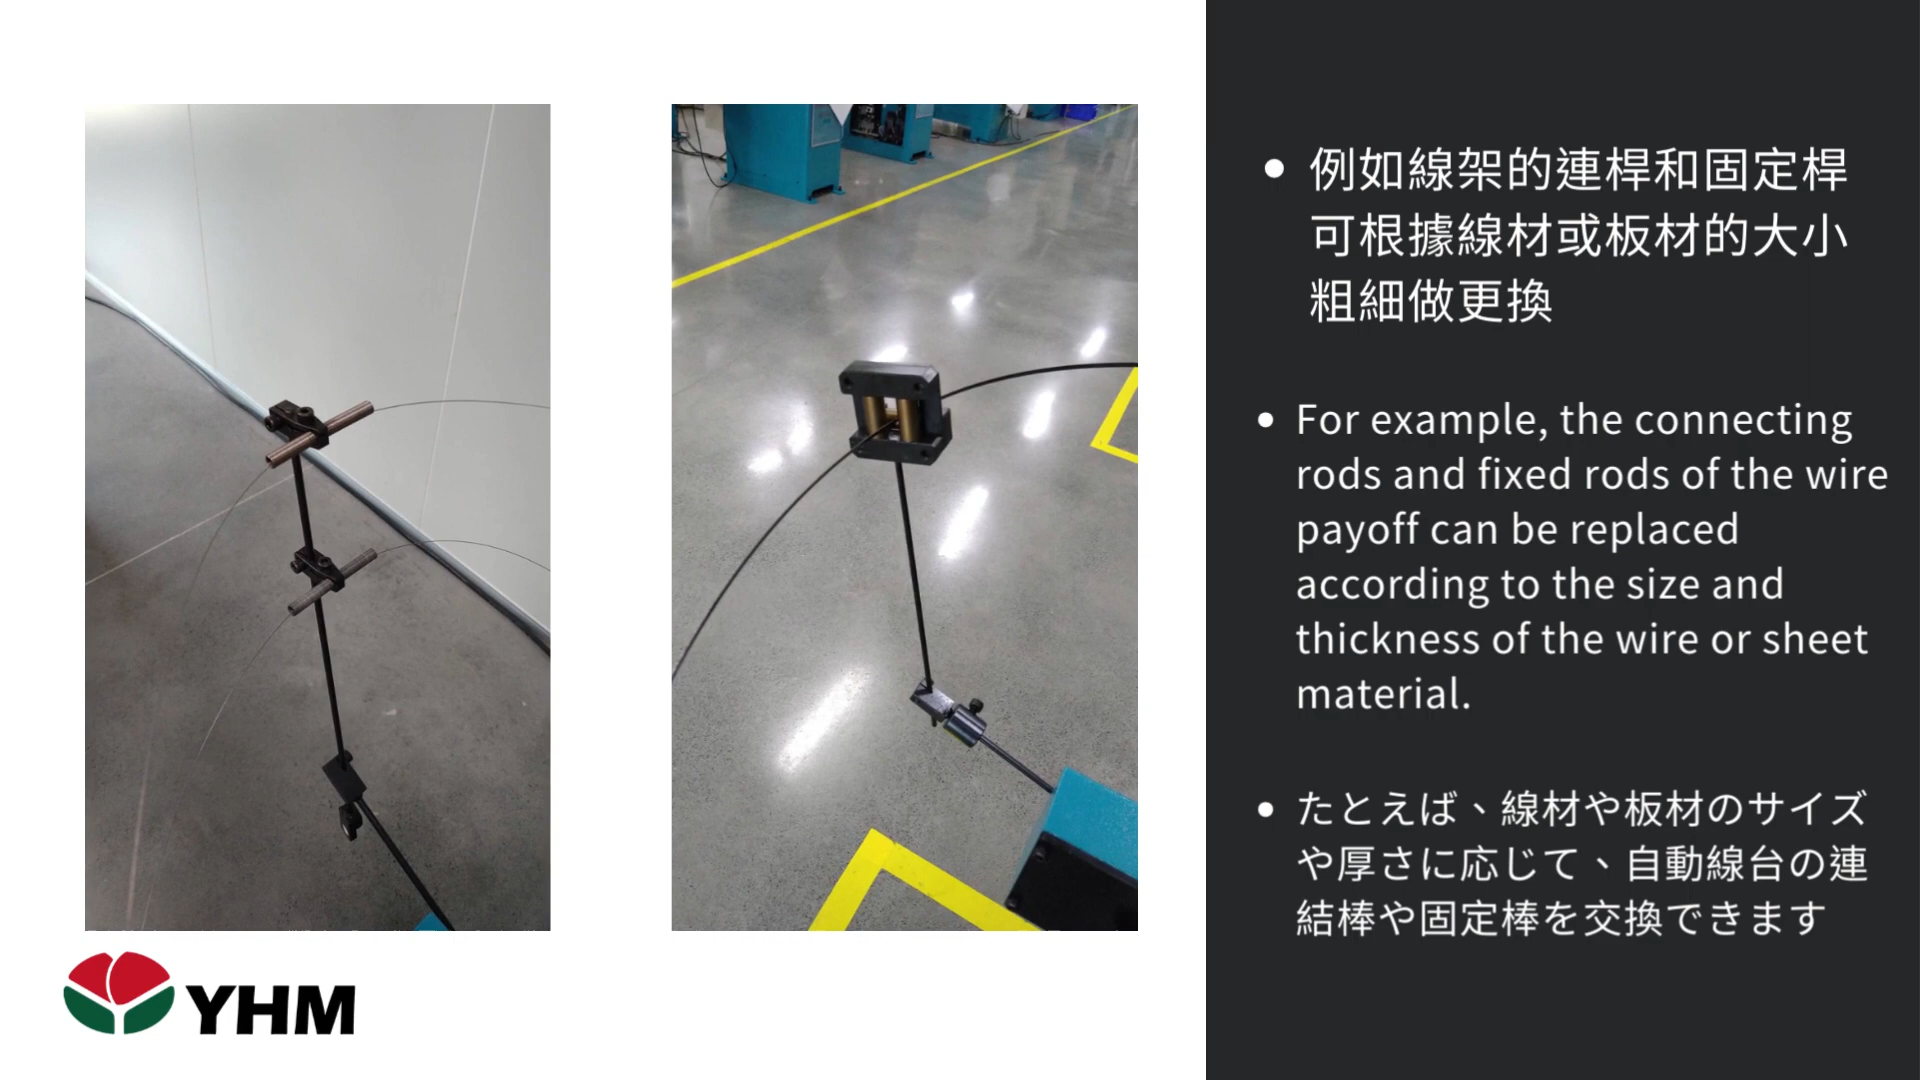 例如線架的連桿和固定桿
可根據線材或板材的大小
粗細做更換
For example, the connecting
rods and fixed rods of the wire
payoff can be replaced
according to the size and
thickness of the wire or sheet
material.
たとえば、線材や板材のサイズ
や厚さに応じて、自動線台の連
結棒や固定棒を交換できます
YHM